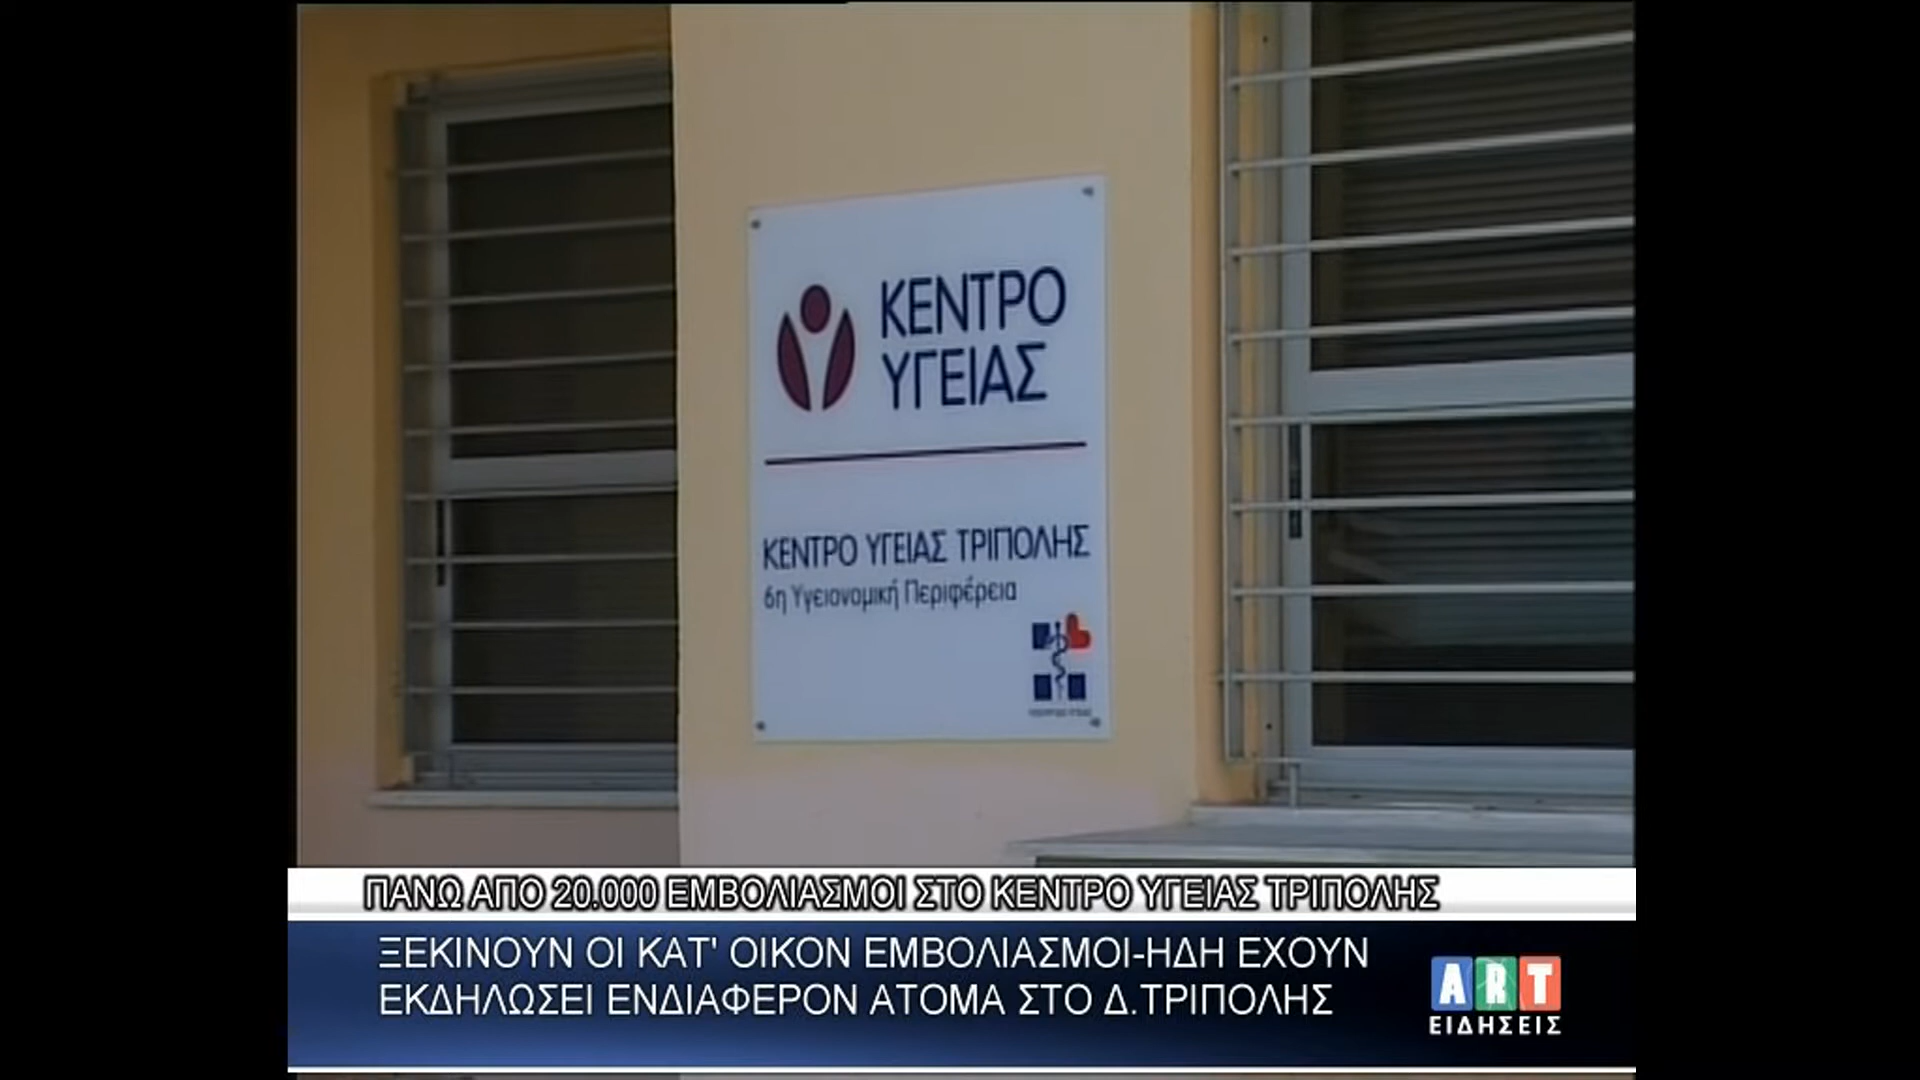 ΚΕΝΤΡΟ
ΥΓΕΙΑΣ
ΚΕΝΤΡΟ ΥΓΕΙΑΣ ΤΡΙΠΟΛΗΣ
6η Υγειονομική Περιφέρεια
ΠΑΝΩ ΑΠΟ 20.000 ΕΜΒΟΛΙΑΣΜΟΙ ΣΤΟ ΚΕΝΤΡΟ ΥΓΕΙΑΣ ΤΡΙΠΟΛΗΣ
ΞΕΚΙΝΟΥΝ ΟΙ ΚΑΤ' ΟΙΚΟΝ ΕΜΒΟΛΙΑΣΜΟΙ-ΗΔΗ ΕΧΟΥΝ
ΕΚΔΗΛΩΣΕΙ ΕΝΔΙΑΦΕΡΟΝ ΑΤΟΜΑ ΣΤΟ Δ.ΤΡΙΠΟΛΗΣ
ART
ΕΙΔΗΣΕΙΣ